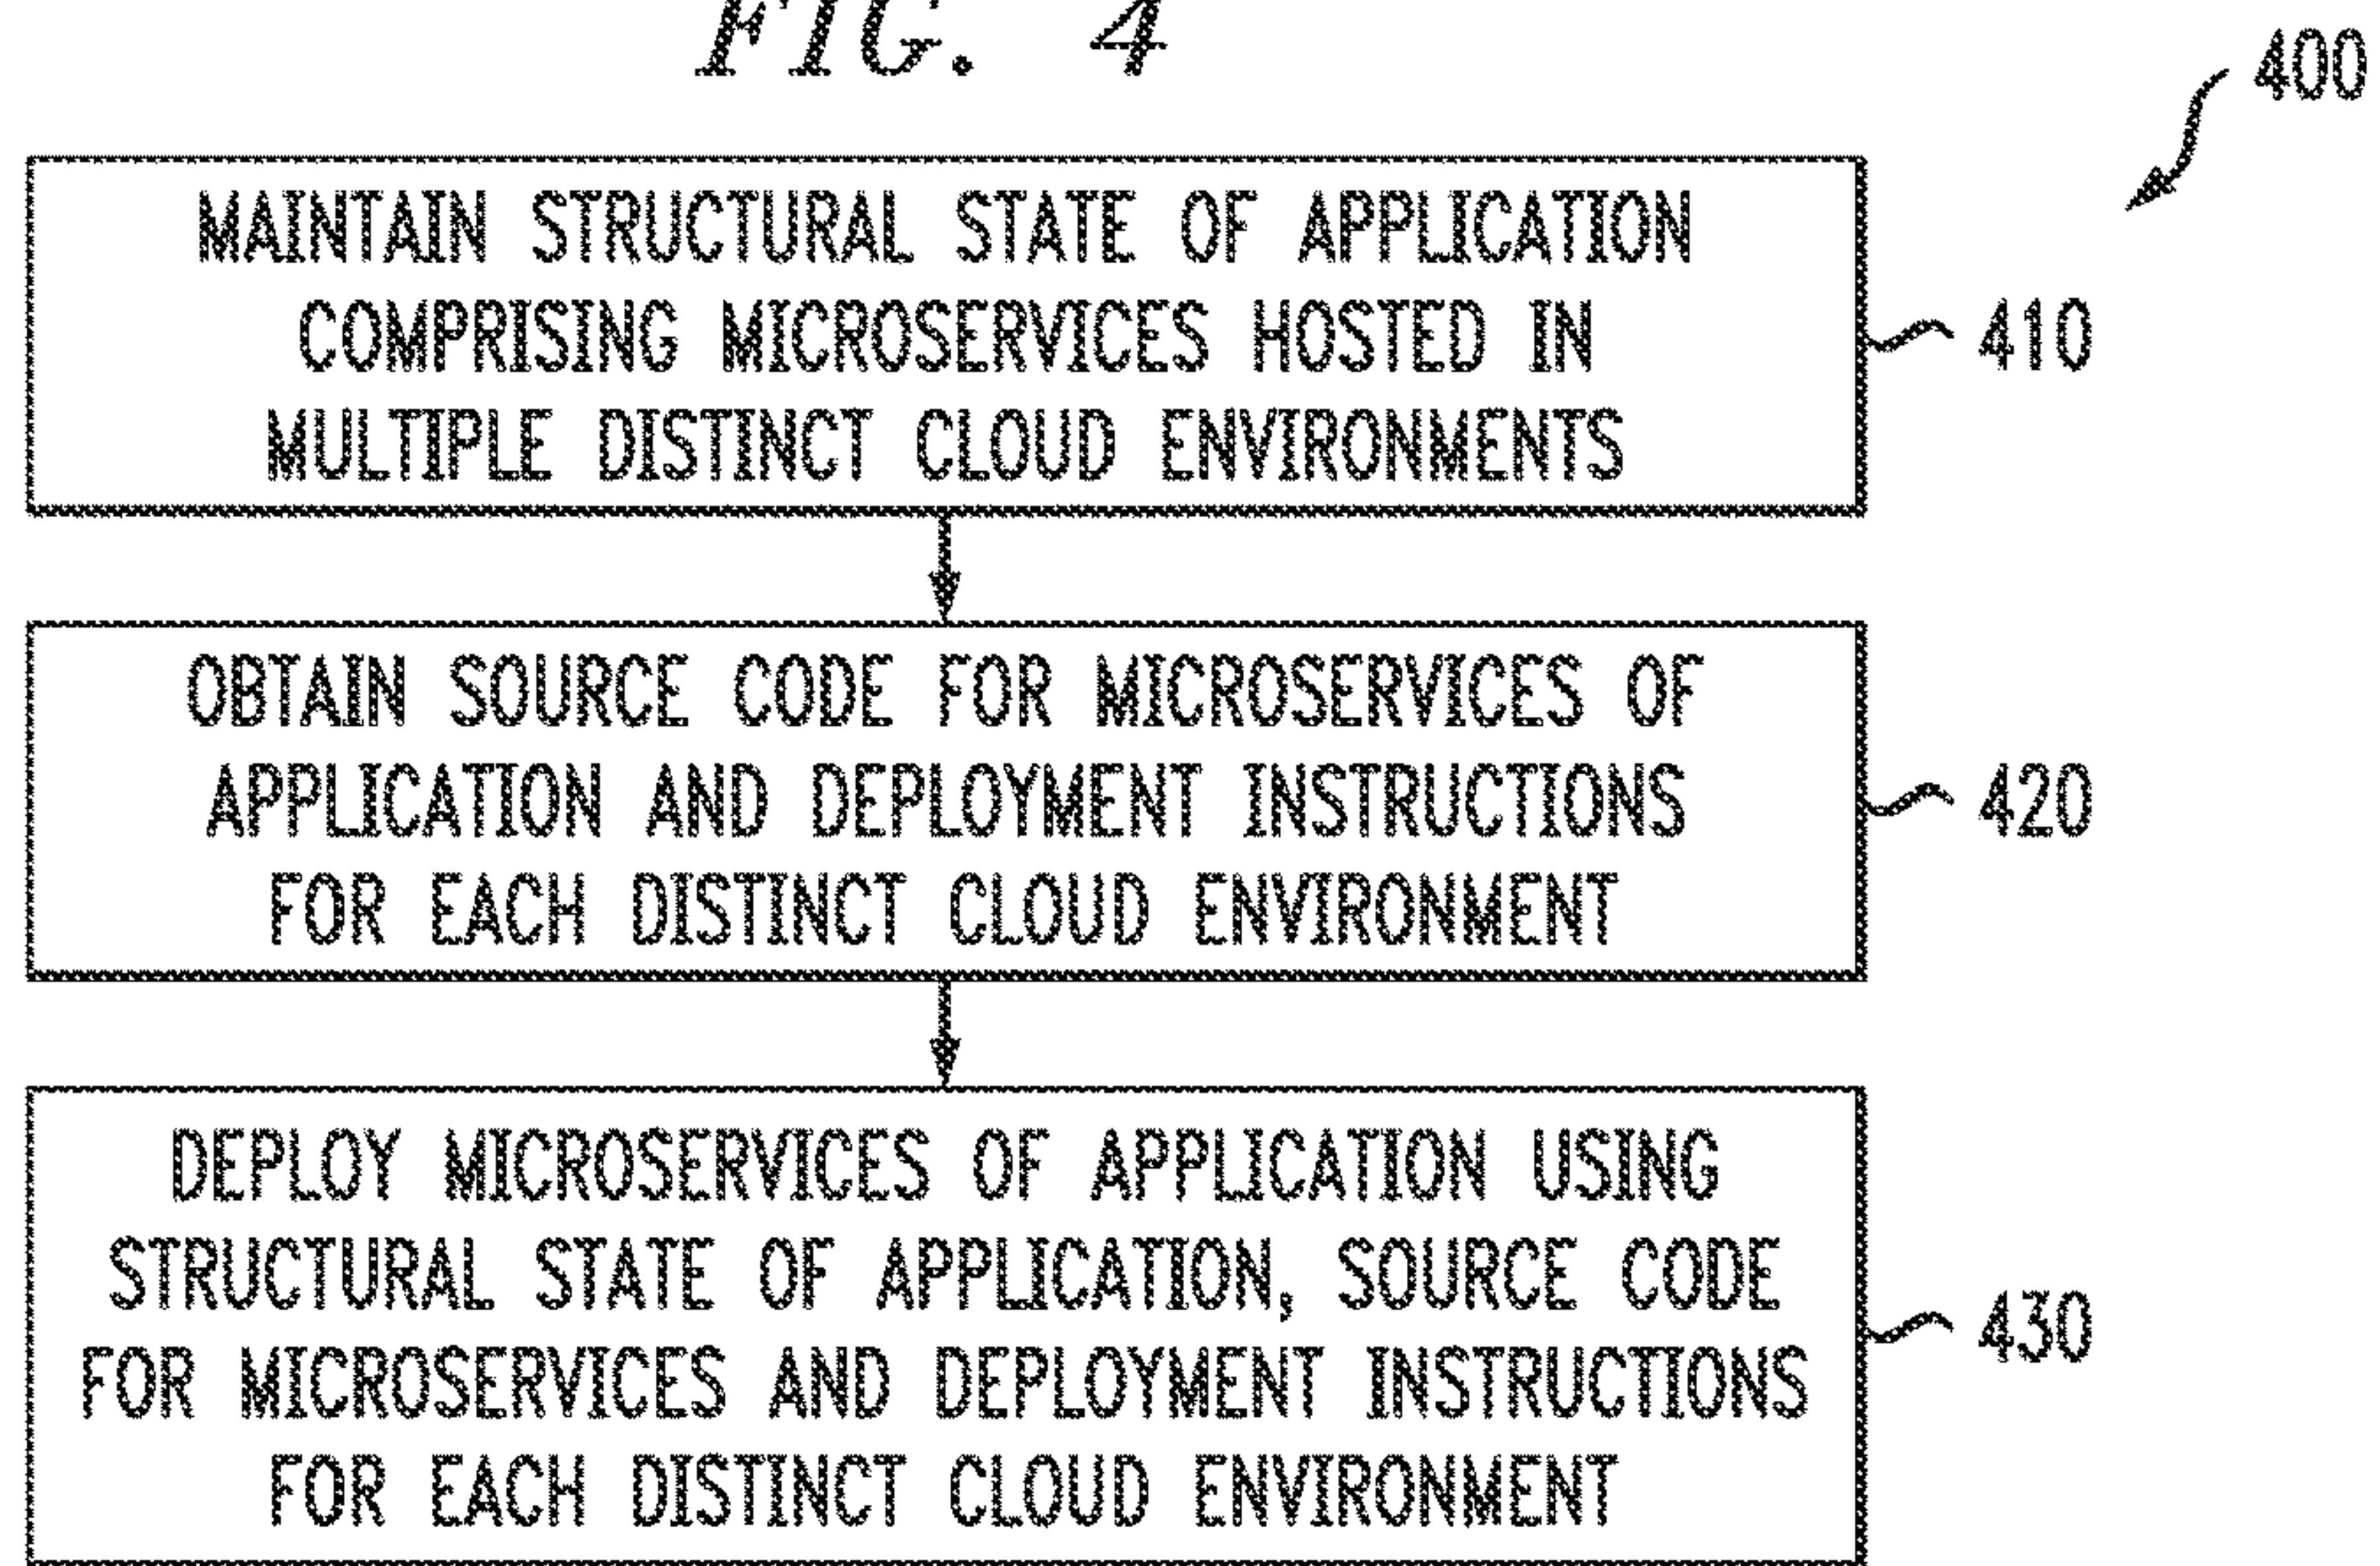 FIG. 4
400
MAINTAIN STRUCTURAL STATE OF APPLICATION
COMPRISING MICROSERVICES HOSTED IN
MULTIPLE DISTINCT CLOUD ENVIRONMENTS
410
OBTAIN SOURCE CODE FOR MICROSERVICES OF
APPLICATION AND DEPLOYMENT INSTRUCTIONS
FOR EACH DISTINCT CLOUD ENVIRONMENT
420
DEPLOY MICROSERVICES OF APPLICATION USING
STRUCTURAL STATE OF APPLICATION, SOURCE CODE
FOR MICROSERVICES AND DEPLOYMENT INSTRUCTIONS
FOR EACH DISTINCT CLOUD ENVIRONMENT
430